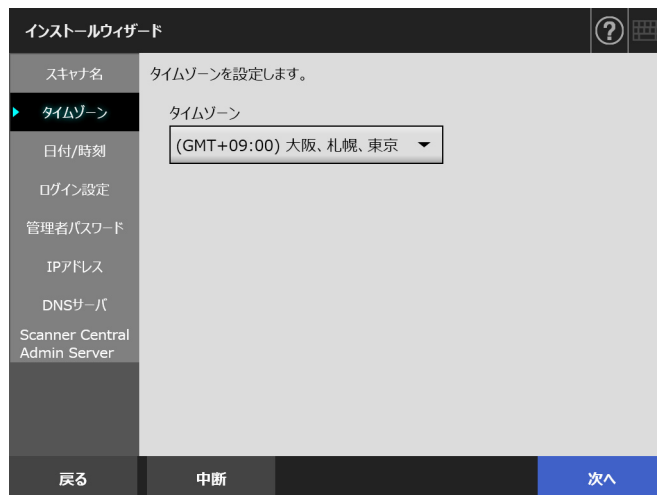 インストールウィザード
?
スキャナ名
タイムゾーン
日付/時刻
ログイン設定
管理者パスワード
IPアドレス
DNSサーバ
Scanner Central
Admin Server
タイムゾーンを設定します。
タイムゾーン
(GMT+09:00) 大阪、札幌、東京
戻る
中断
次へ